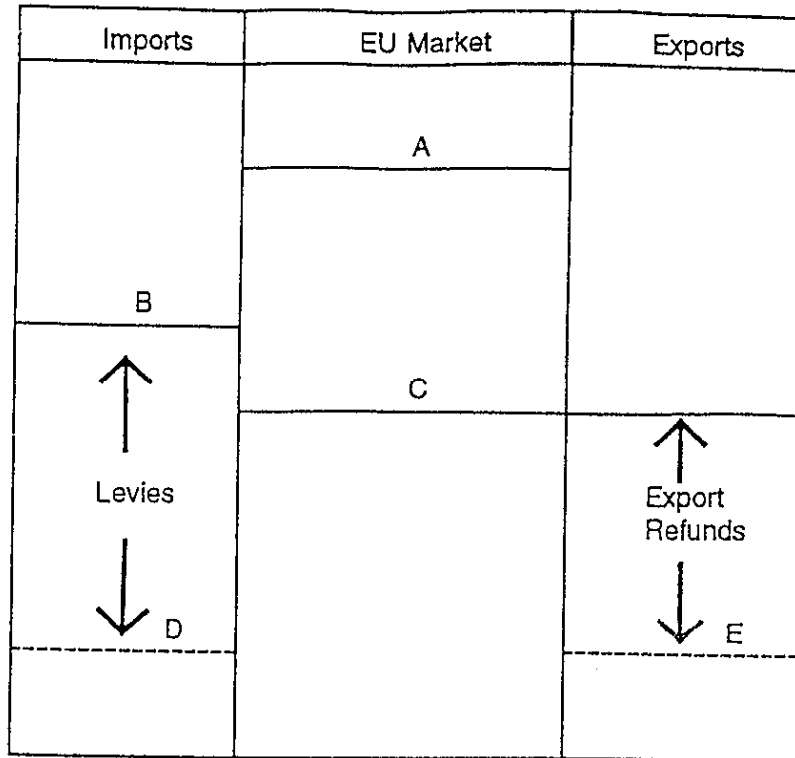 Imports
EU Market
Exports
A
B
C
Levies
Export
Refunds
D
E